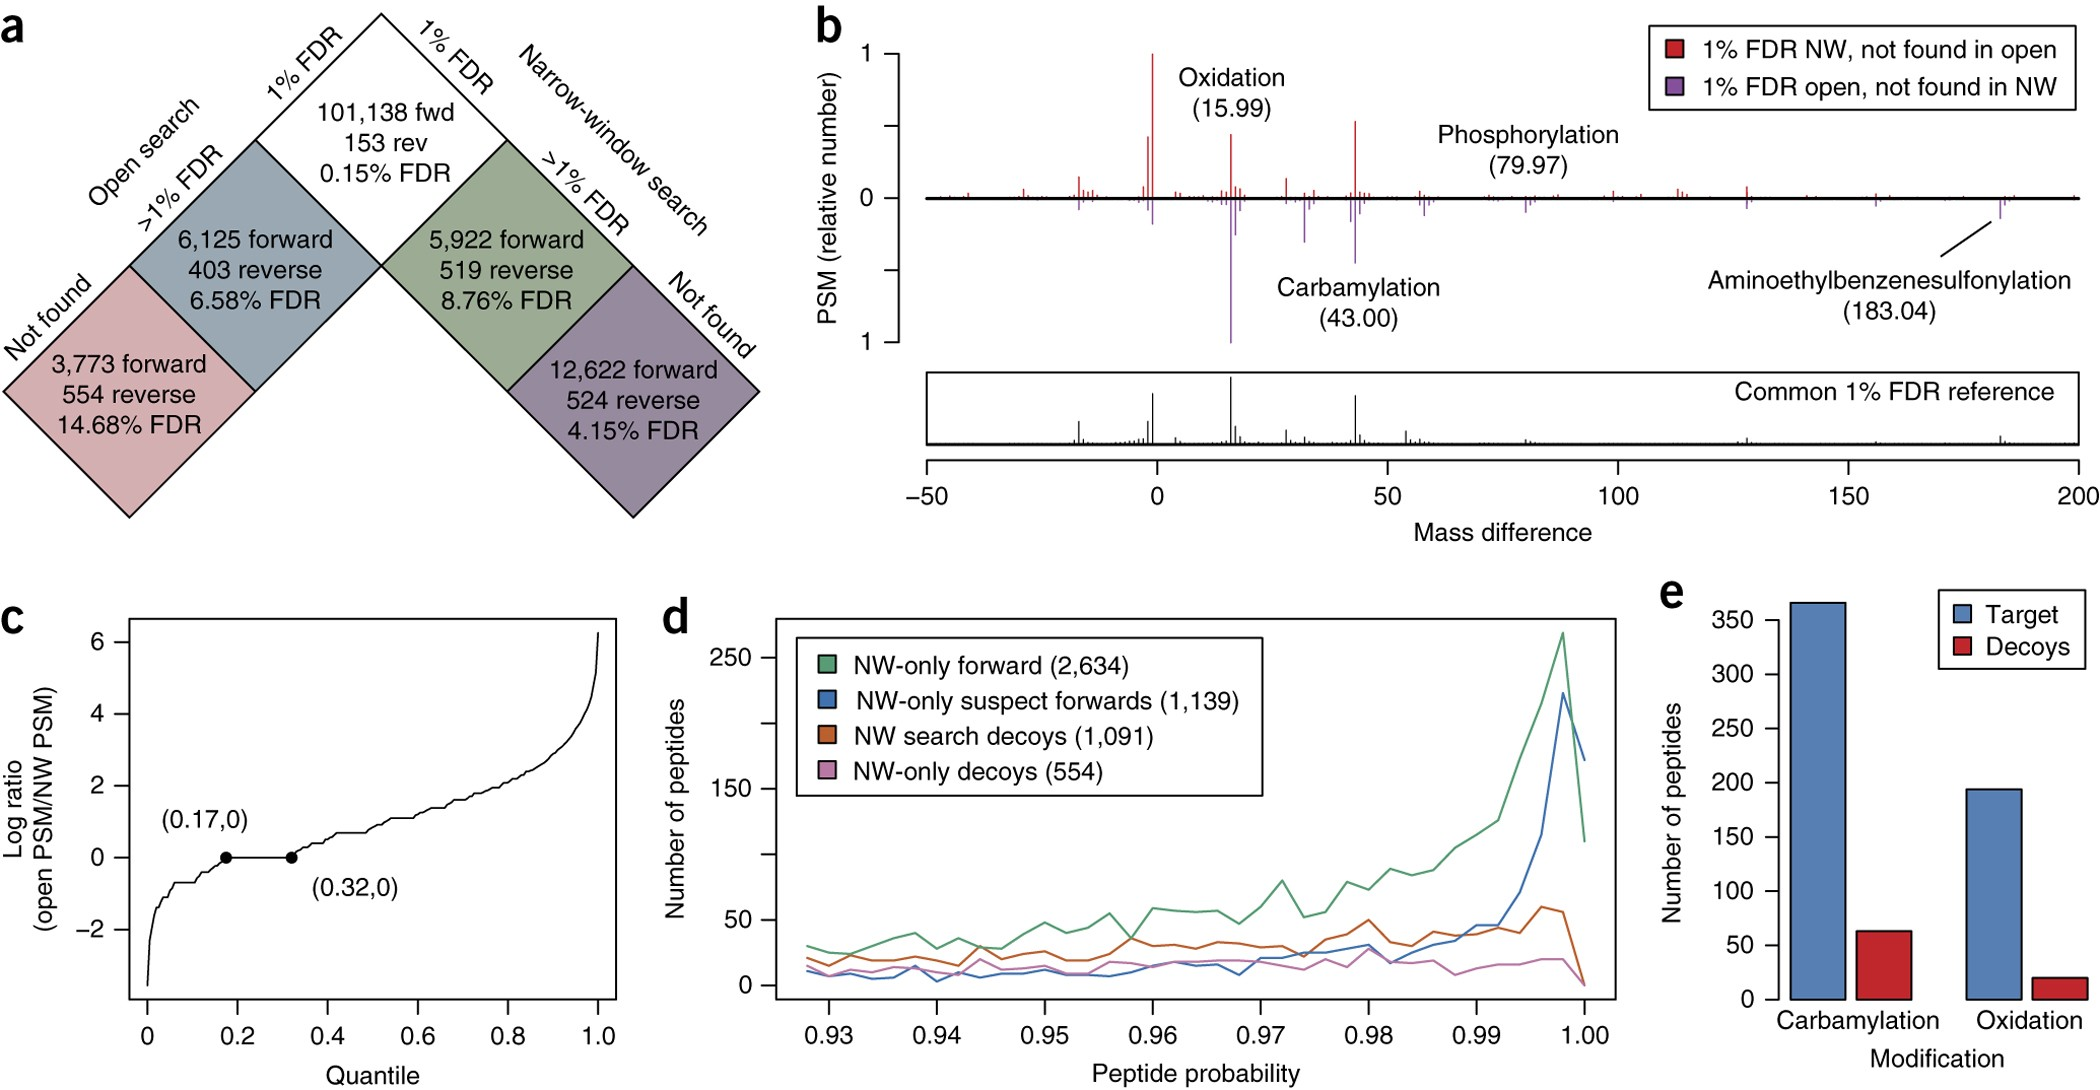 a
Open search
1% FDR
>1% FDR
Not found
1% FDR
Narrow-window search
>1% FDR
Not found
101,138 fwd
153 rev
0.15% FDR
6,125 forward
403 reverse
6.58% FDR
5,922 forward
519 reverse
8.76% FDR
3,773 forward
554 reverse
14.68% FDR
12,622 forward
524 reverse
4.15% FDR
b
PSM (relative number)
1
0
1
1% FDR NW, not found in open
1% FDR open, not found in NW
Oxidation
(15.99)
Phosphorylation
(79.97)
Carbamylation
(43.00)
Aminoethylbenzenesulfonylation
(183.04)
Common 1% FDR reference
−50 0 50 100 150 200
Mass difference
c
Log ratio
(open PSM/NW PSM)
6
4
2
0
−2
(0.17,0)
(0.32,0)
0 0.2 0.4 0.6 0.8 1.0
Quantile
d
Number of peptides
250
150
50
0
NW-only forward (2,634)
NW-only suspect forwards (1,139)
NW search decoys (1,091)
NW-only decoys (554)
0.93 0.94 0.95 0.96 0.97 0.98 0.99 1.00
Peptide probability
e
Number of peptides
350
300
250
200
150
100
50
0
Target
Decoys
Carbamylation Oxidation
Modification